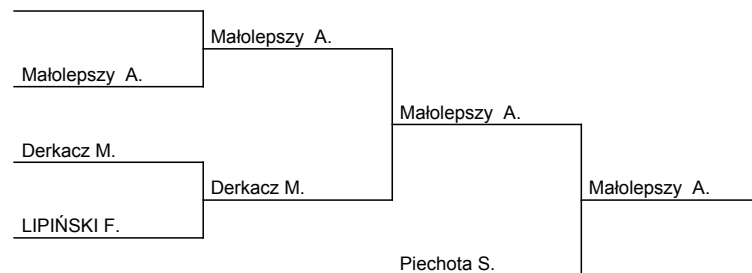 Małolepszy  A.
Małolepszy  A.
Małolepszy  A.
Derkacz M.
Derkacz M.
Małolepszy  A.
LIPIŃSKI F.
Piechota S.